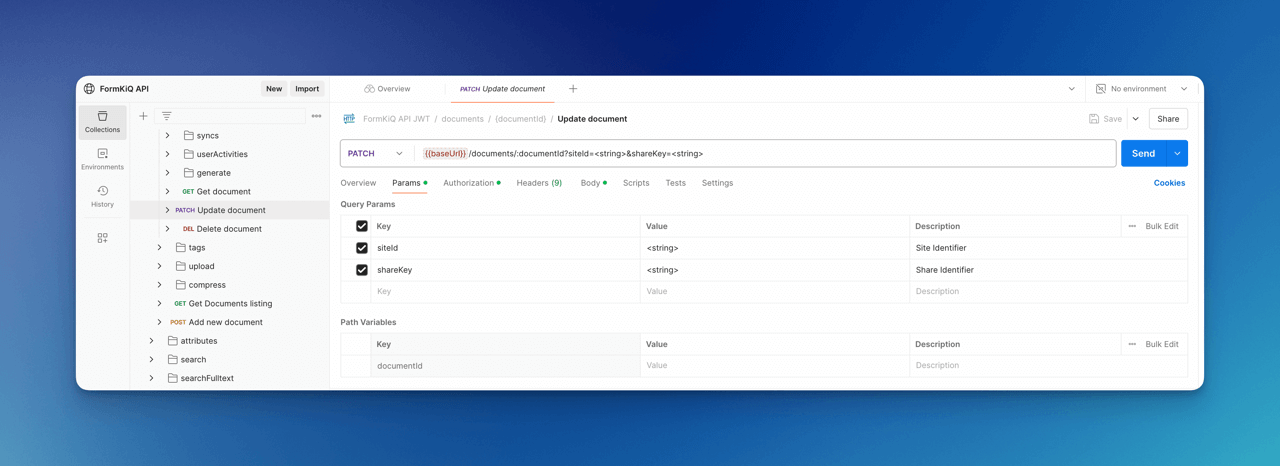 FormKiQ API
New
Import
Overview
PATCH Update document
No environment
Collections
Environments
History
syncs
userActivities
generate
GET Get document
PATCH Update document
DEL Delete document
tags
upload
compress
GET Get Documents listing
POST Add new document
attributes
search
searchFulltext
HTTP
FormKiQ API JWT / documents / {documentId} / Update document
Save
Share
PATCH
{{baseUrl}}/documents/:documentId?siteId=<string>&shareKey=<string>
Send
Overview
Params
Authorization
Headers (9)
Body
Scripts
Tests
Settings
Cookies
Query Params
Key Value Description Bulk Edit
siteId <string> Site Identifier
shareKey <string> Share Identifier
Key Value Description
Path Variables
Key Value Description Bulk Edit
documentId Value Description